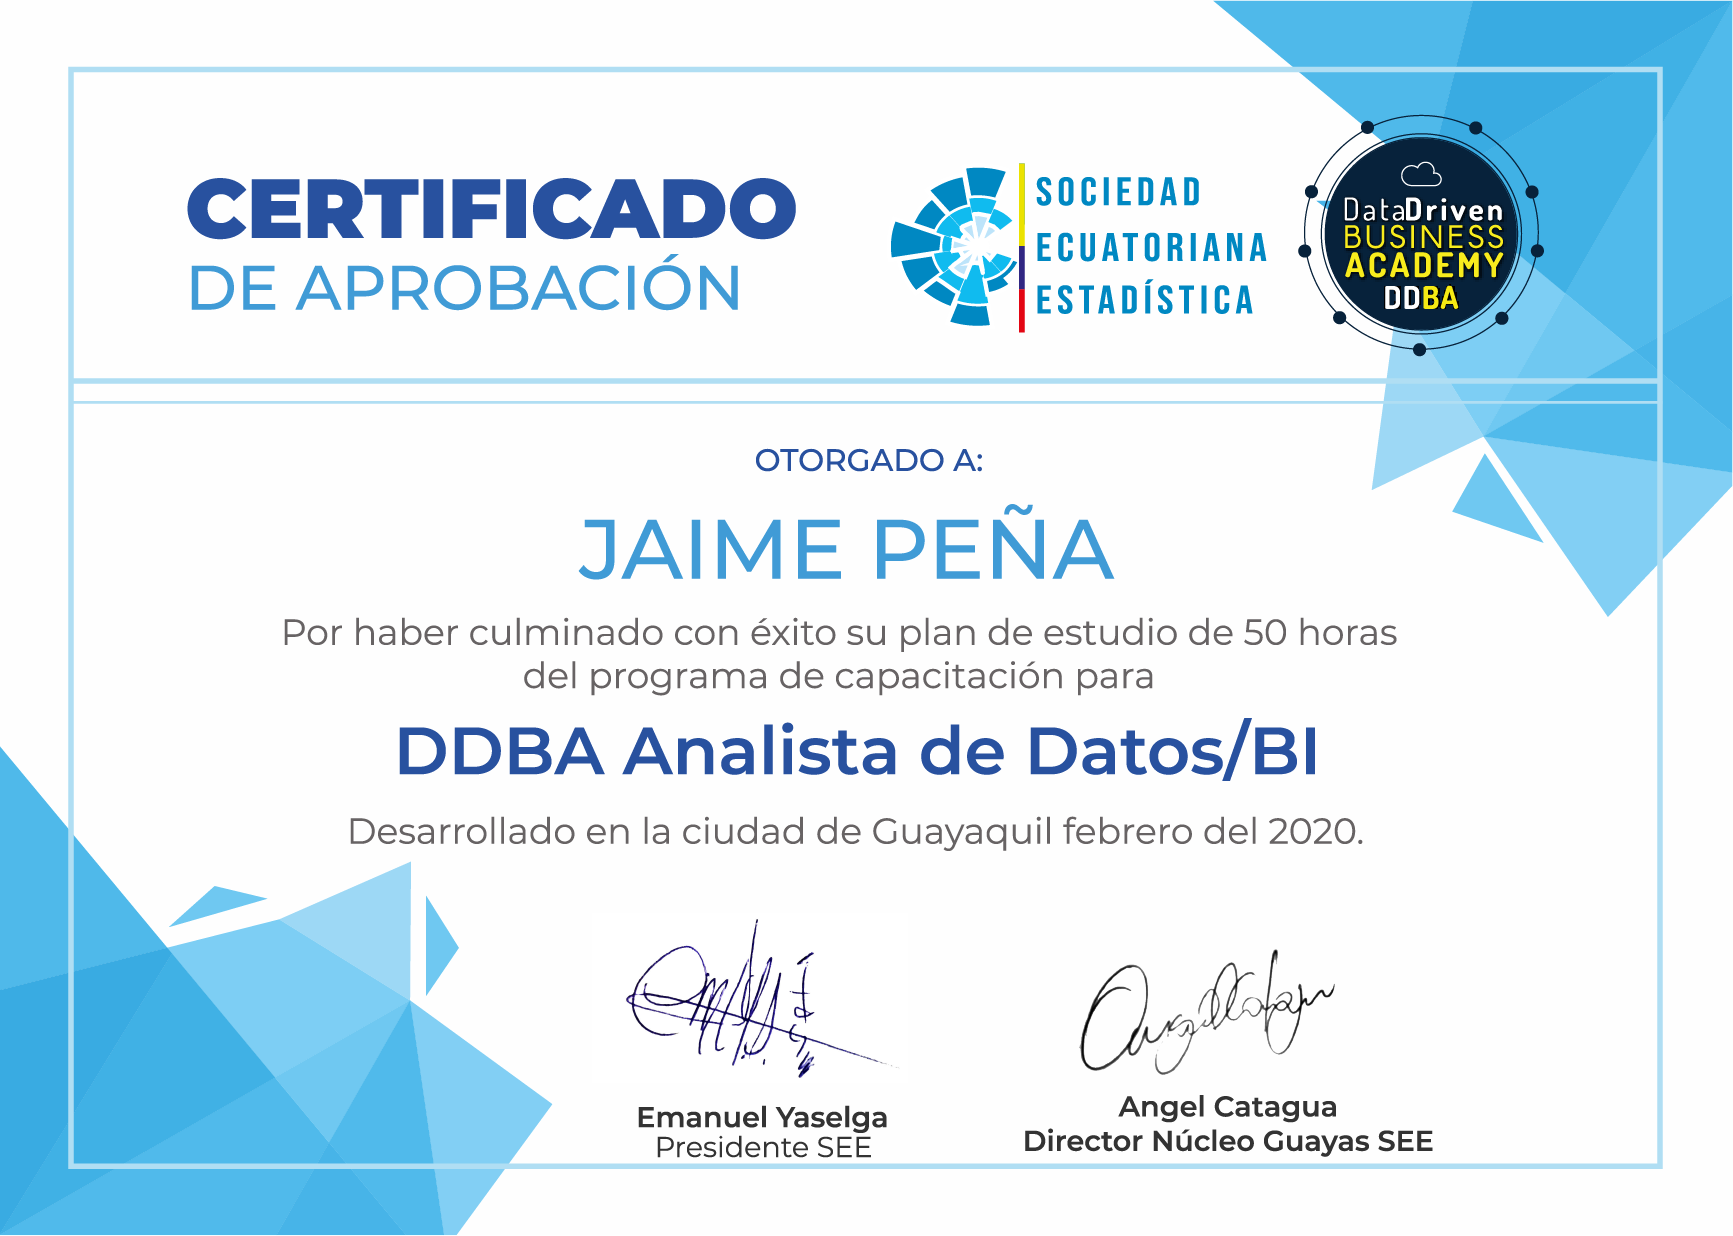 CERTIFICADO
DE APROBACIÓN
SOCIEDAD
ECUATORIANA
ESTADÍSTICA
DataDriven
BUSINESS
ACADEMY
DDBA
OTORGADO A:
JAIME PEÑA
Por haber culminado con éxito su plan de estudio de 50 horas
del programa de capacitación para
DDBA Analista de Datos/BI
Desarrollado en la ciudad de Guayaquil febrero del 2020.
Emanuel Yaselga
Presidente SEE
Angel Catagua
Director Núcleo Guayas SEE